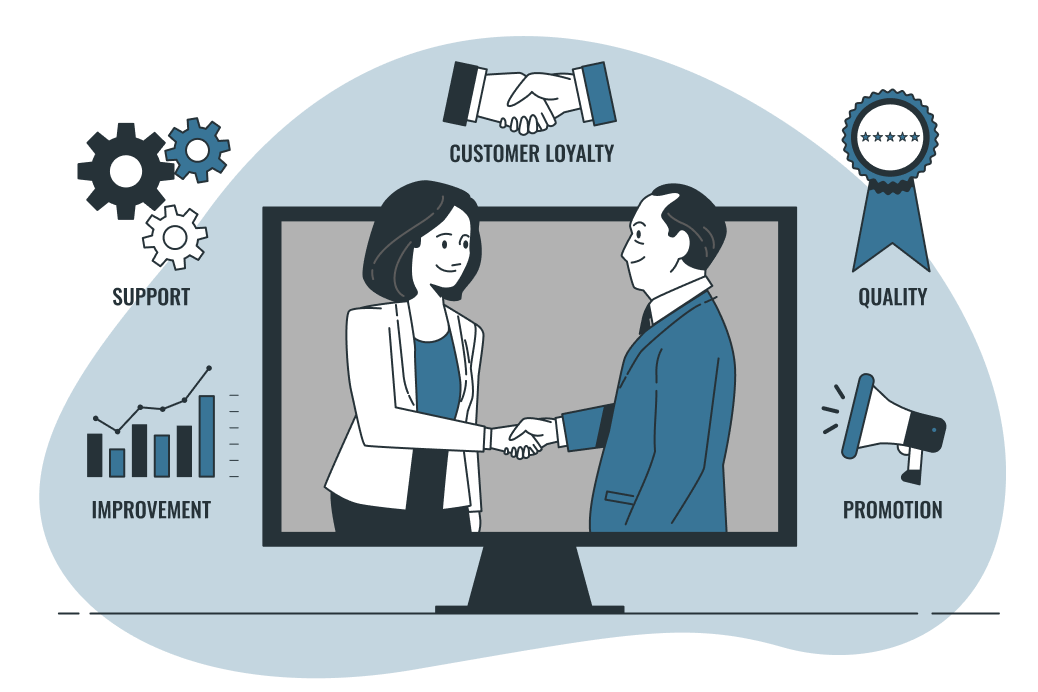 CUSTOMER LOYALTY
SUPPORT
QUALITY
IMPROVEMENT
PROMOTION